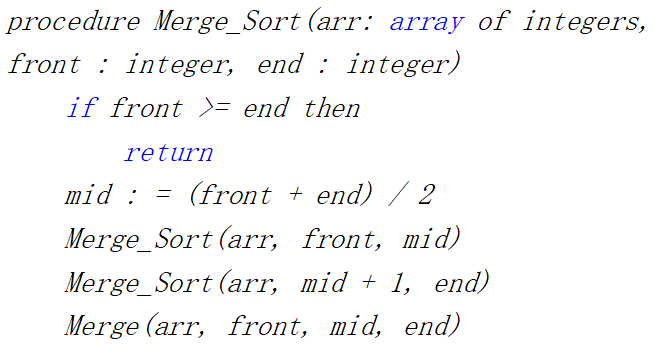 procedure Merge_Sort(arr: array of integers,
front : integer, end : integer)
if front >= end then
return
mid : = (front + end) / 2
Merge_Sort(arr, front, mid)
Merge_Sort(arr, mid + 1, end)
Merge(arr, front, mid, end)